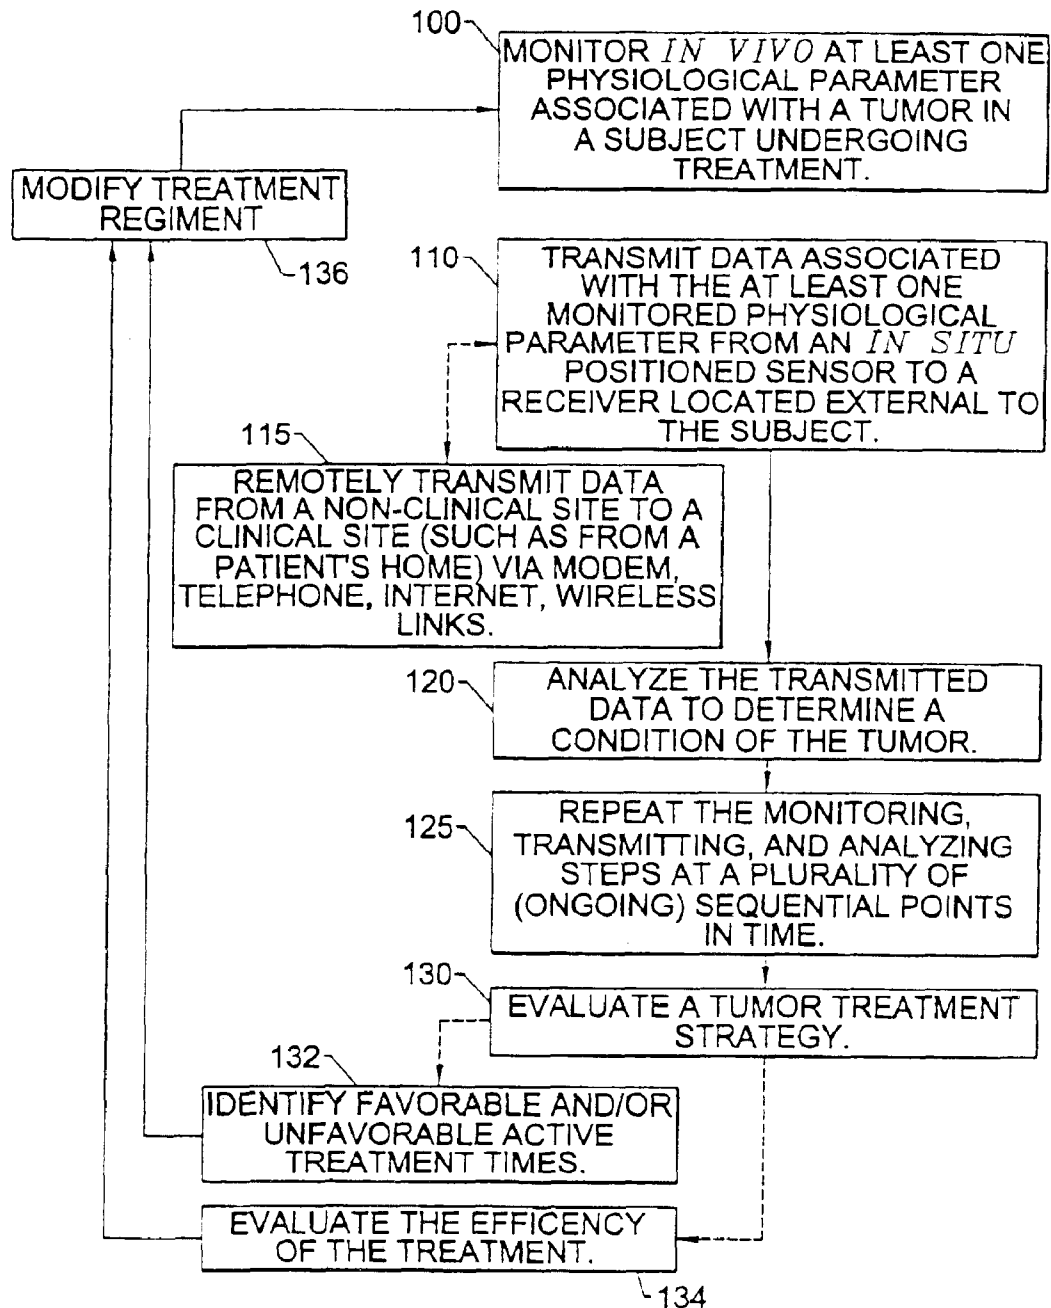 100
MONITOR IN VIVO AT LEAST ONE
PHYSIOLOGICAL PARAMETER
ASSOCIATED WITH A TUMOR IN
A SUBJECT UNDERGOING
TREATMENT.
MODIFY TREATMENT
REGIMENT
136
110
TRANSMIT DATA ASSOCIATED
WITH THE AT LEAST ONE
MONITORED PHYSIOLOGICAL
PARAMETER FROM AN IN SITU
POSITIONED SENSOR TO A
RECEIVER LOCATED EXTERNAL TO
THE SUBJECT.
115
REMOTELY TRANSMIT DATA
FROM A NON-CLINICAL SITE TO A
CLINICAL SITE (SUCH AS FROM A
PATIENT'S HOME) VIA MODEM,
TELEPHONE, INTERNET, WIRELESS
LINKS.
120
ANALYZE THE TRANSMITTED
DATA TO DETERMINE A
CONDITION OF THE TUMOR.
125
REPEAT THE MONITORING,
TRANSMITTING, AND ANALYZING
STEPS AT A PLURALITY OF
(ONGOING) SEQUENTIAL POINTS
IN TIME.
130
EVALUATE A TUMOR TREATMENT
STRATEGY.
132
IDENTIFY FAVORABLE AND/OR
UNFAVORABLE ACTIVE
TREATMENT TIMES.
EVALUATE THE EFFICENCY
OF THE TREATMENT.
134